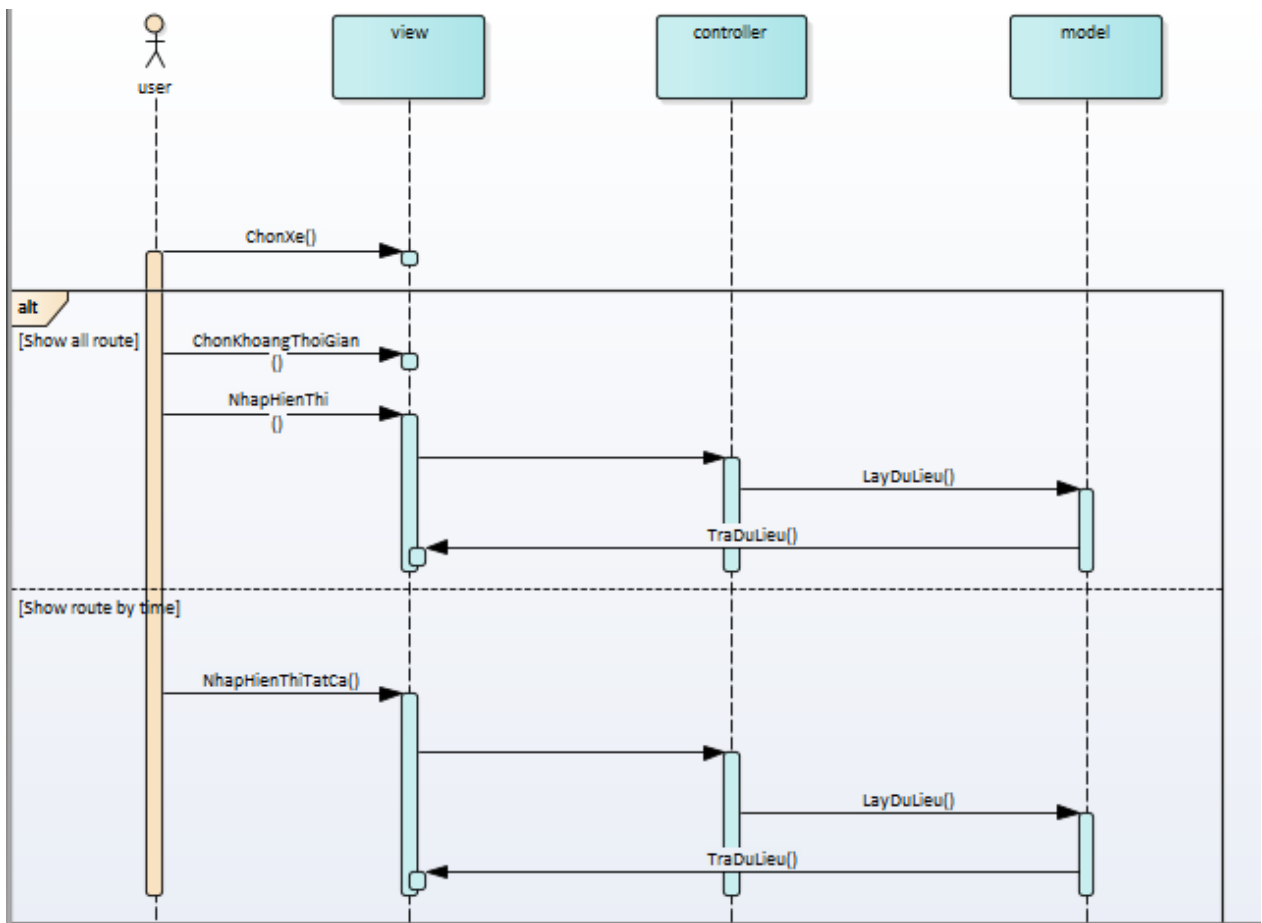 user
view
controller
model
ChonXe()
alt
[Show all route]
ChonKhoangThoiGian
()
NhapHienThi
()
LayDuLieu()
TraDuLieu()
[Show route by time]
NhapHienThiTatCa()
LayDuLieu()
TraDuLieu()